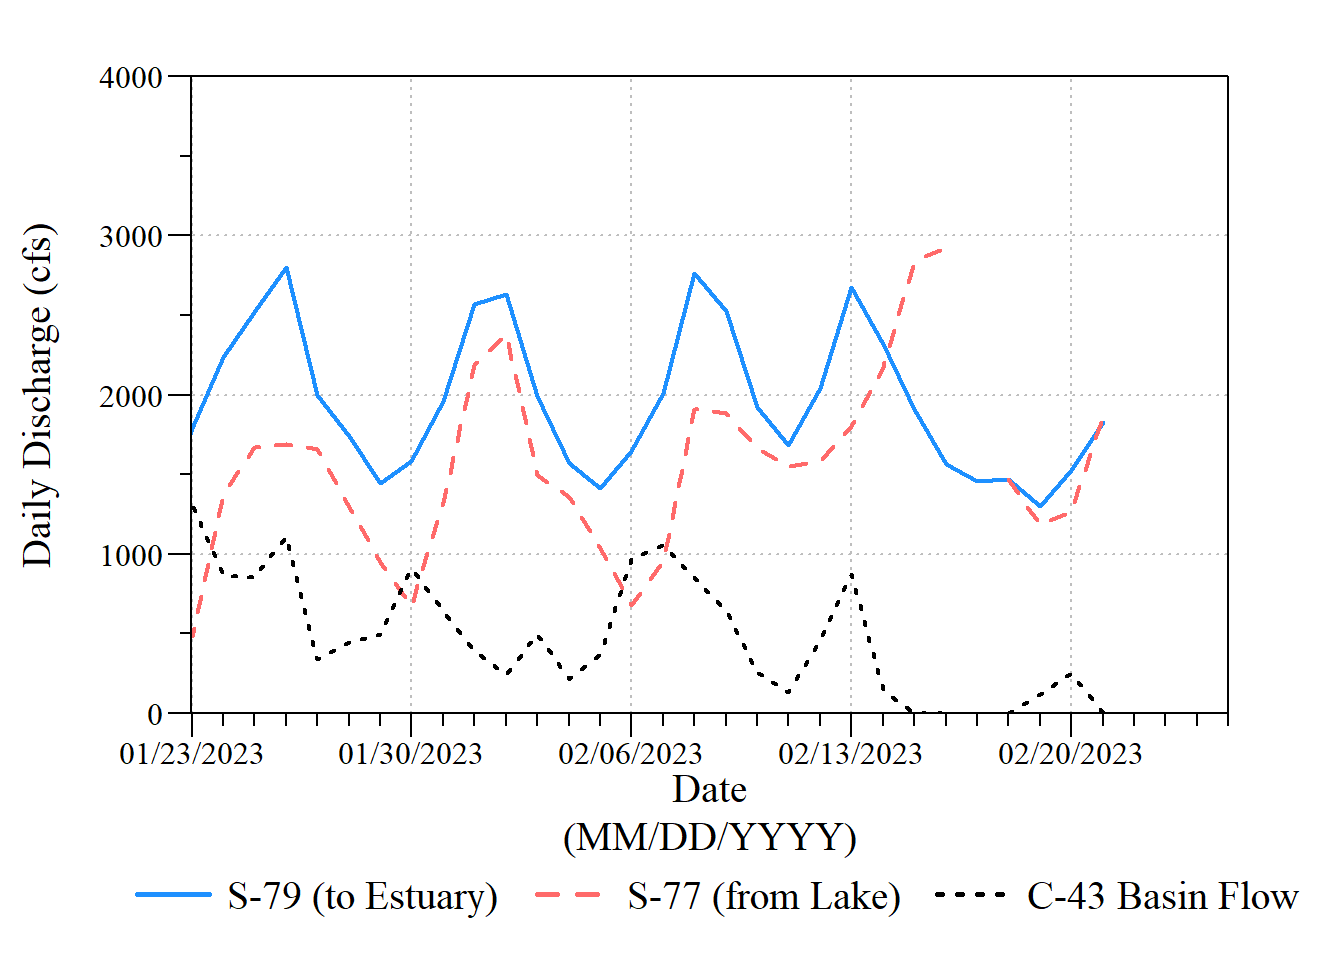 4000
3000
2000
1000
0
Daily Discharge (cfs)
01/23/2023 01/30/2023 02/06/2023 02/13/2023 02/20/2023
Date
(MM/DD/YYYY)
S-79 (to Estuary) S-77 (from Lake) C-43 Basin Flow